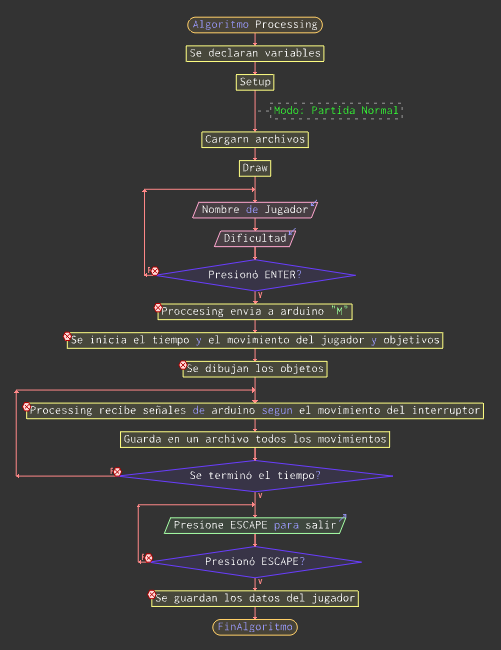 Algoritmo Processing
Se declaran variables
Setup
'Modo: Partida Normal'
Cargarn archivos
Draw
Nombre de Jugador
Dificultad
Presionó ENTER?
F
V
Proccesing envia a arduino "M"
Se inicia el tiempo y el movimiento del jugador y objetivos
Se dibujan los objetos
Processing recibe señales de arduino segun el movimiento del interruptor
Guarda en un archivo todos los movimientos
Se terminó el tiempo?
F
V
Presione ESCAPE para salir
Presionó ESCAPE?
F
V
Se guardan los datos del jugador
FinAlgoritmo